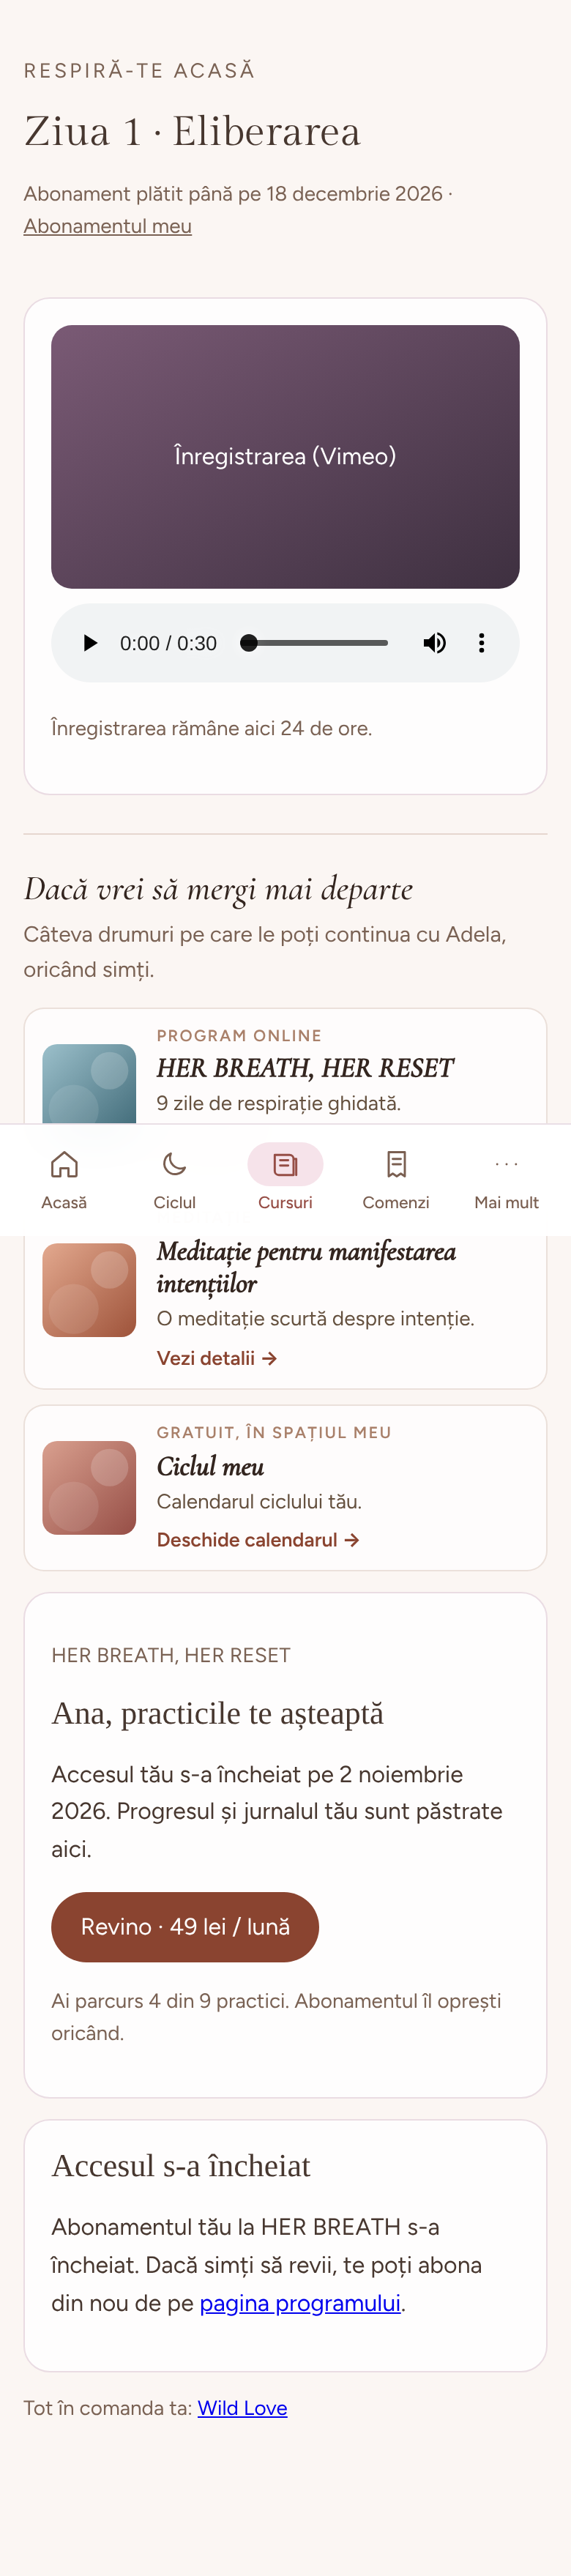 RESPIRĂ-TE ACASĂ
Ziua 1 · Eliberarea
Abonament plătit până pe 18 decembrie 2026 ·
Abonamentul meu
Înregistrarea (Vimeo)
0:00 / 0:30
Înregistrarea rămâne aici 24 de ore.
Dacă vrei să mergi mai departe
Câteva drumuri pe care le poți continua cu Adela,
oricând simți.
PROGRAM ONLINE
HER BREATH, HER RESET
9 zile de respirație ghidată.
Acasă
Ciclul
Cursuri
Comenzi
Mai mult
Meditație pentru manifestarea
intențiilor
O meditație scurtă despre intenție.
Vezi detalii →
GRATUIT, ÎN SPAȚIUL MEU
Ciclul meu
Calendarul ciclului tău.
Deschide calendarul →
HER BREATH, HER RESET
Ana, practicile te așteaptă
Accesul tău s-a încheiat pe 2 noiembrie
2026. Progresul și jurnalul tău sunt păstrate
aici.
Revino · 49 lei / lună
Ai parcurs 4 din 9 practici. Abonamentul îl oprești
oricând.
Accesul s-a încheiat
Abonamentul tău la HER BREATH s-a
încheiat. Dacă simți să revii, te poți abona
din nou de pe pagina programului.
Tot în comanda ta: Wild Love